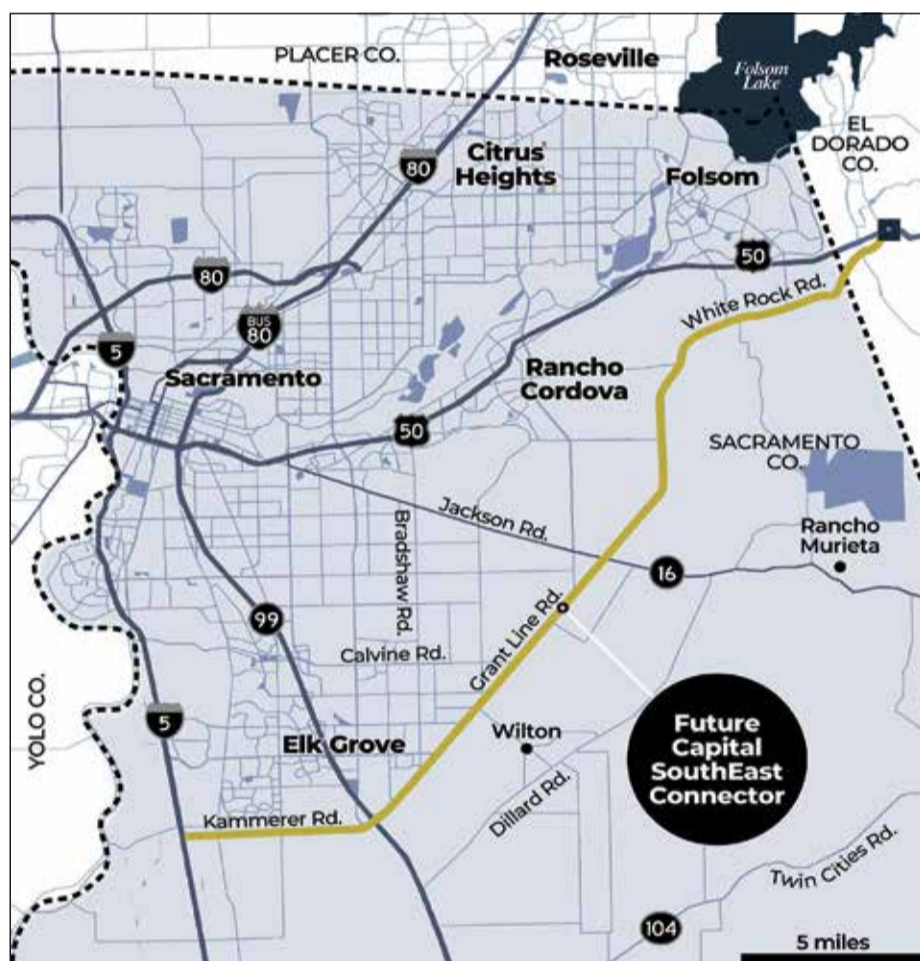 PLACER CO.
Roseville
Folsom
Lake
EL
DORADO
CO.
Citrus
Heights
80
Folsom
80
50
BUS
80
White Rock Rd.
5
Sacramento
Rancho
Cordova
50
SACRAMENTO
CO.
Jackson Rd.
Bradshaw Rd.
Rancho
Murieta
16
99
Grant Line Rd.
Calvine Rd.
YOLO CO.
5
Elk Grove
Wilton
Future
Capital
SouthEast
Connector
Dillard Rd.
Kammerer Rd.
Twin Cities Rd.
104
5 miles